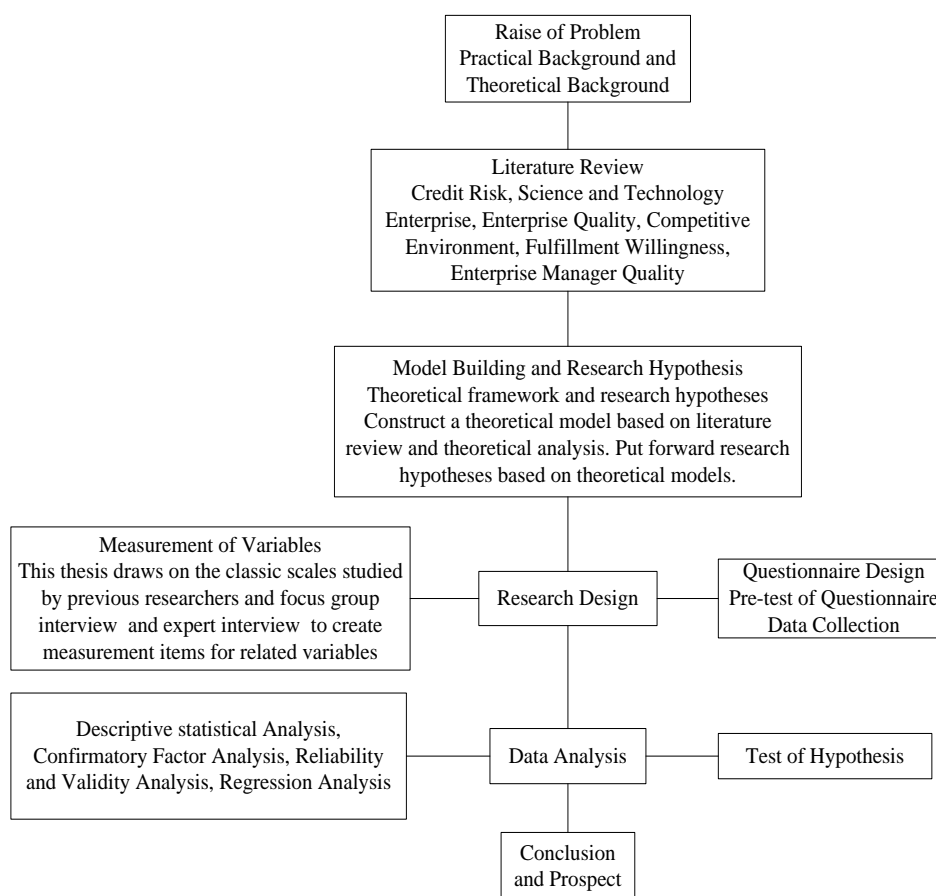 Raise of Problem
Practical Background and
Theoretical Background
Literature Review
Credit Risk, Science and Technology
Enterprise, Enterprise Quality, Competitive
Environment, Fulfillment Willingness,
Enterprise Manager Quality
Model Building and Research Hypothesis
Theoretical framework and research hypotheses
Construct a theoretical model based on literature
review and theoretical analysis. Put forward research
hypotheses based on theoretical models.
Measurement of Variables
This thesis draws on the classic scales studied
by previous researchers and focus group
interview and expert interview to create
measurement items for related variables
Research Design
Questionnaire Design
Pre-test of Questionnaire
Data Collection
Descriptive statistical Analysis,
Confirmatory Factor Analysis, Reliability
and Validity Analysis, Regression Analysis
Data Analysis
Test of Hypothesis
Conclusion
and Prospect